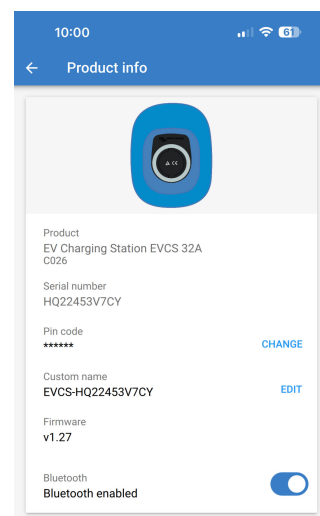 10:00
61
Product info
Product
EV Charging Station EVCS 32A
C026
Serial number
HQ22453V7CY
Pin code
******
CHANGE
Custom name
EVCS-HQ22453V7CY
EDIT
Firmware
v1.27
Bluetooth
Bluetooth enabled